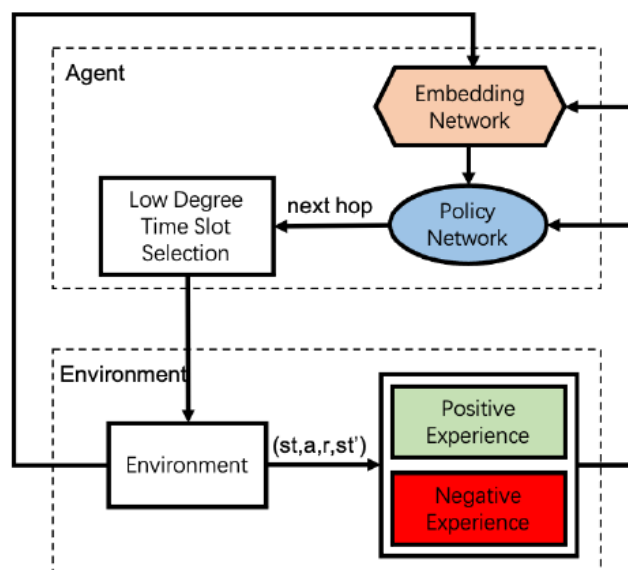 Agent
Embedding
Network
Low Degree
Time Slot
Selection
next hop
Policy
Network
Environment
Environment
(st,a,r,st’)
Positive
Experience
Negative
Experience